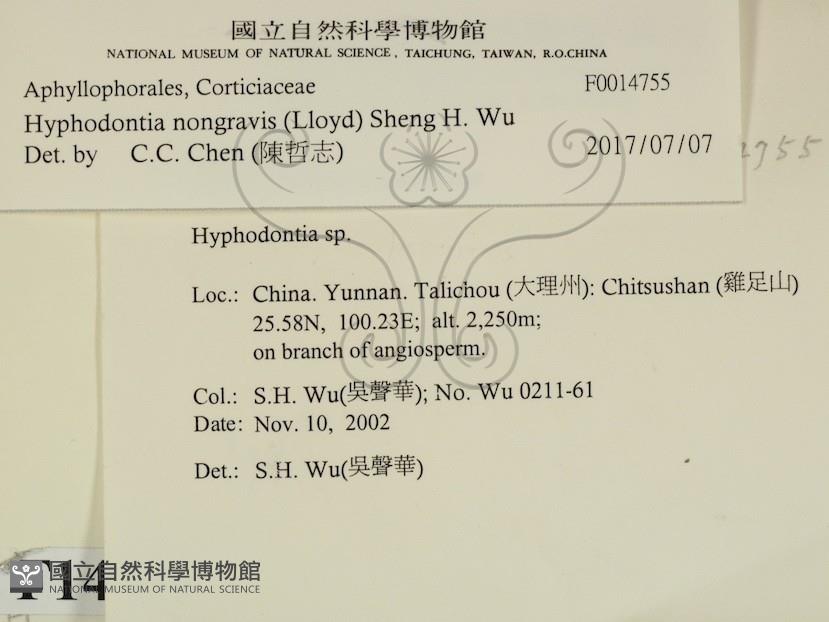 國立自然科學博物館
NATIONAL MUSEUM OF NATURAL SCIENCE, TAICHUNG, TAIWAN, R.O.CHINA
Aphyllophorales, Corticiaceae F0014755
Hyphodontia nongravis (Lloyd) Sheng H. Wu
Det. by C.C. Chen (陳哲志) 2017/07/07
755
Hyphodontia sp.
Loc.: China. Yunnan. Talichou (大理州): Chitsushan (雞足山)
25.58N, 100.23E; alt. 2,250m;
on branch of angiosperm.
Col.: S.H. Wu(吳聲華); No. Wu 0211-61
Date: Nov. 10, 2002
Det.: S.H. Wu(吳聲華)
國立自然科學博物館
NATIONAL MUSEUM OF NATURAL SCIENCE